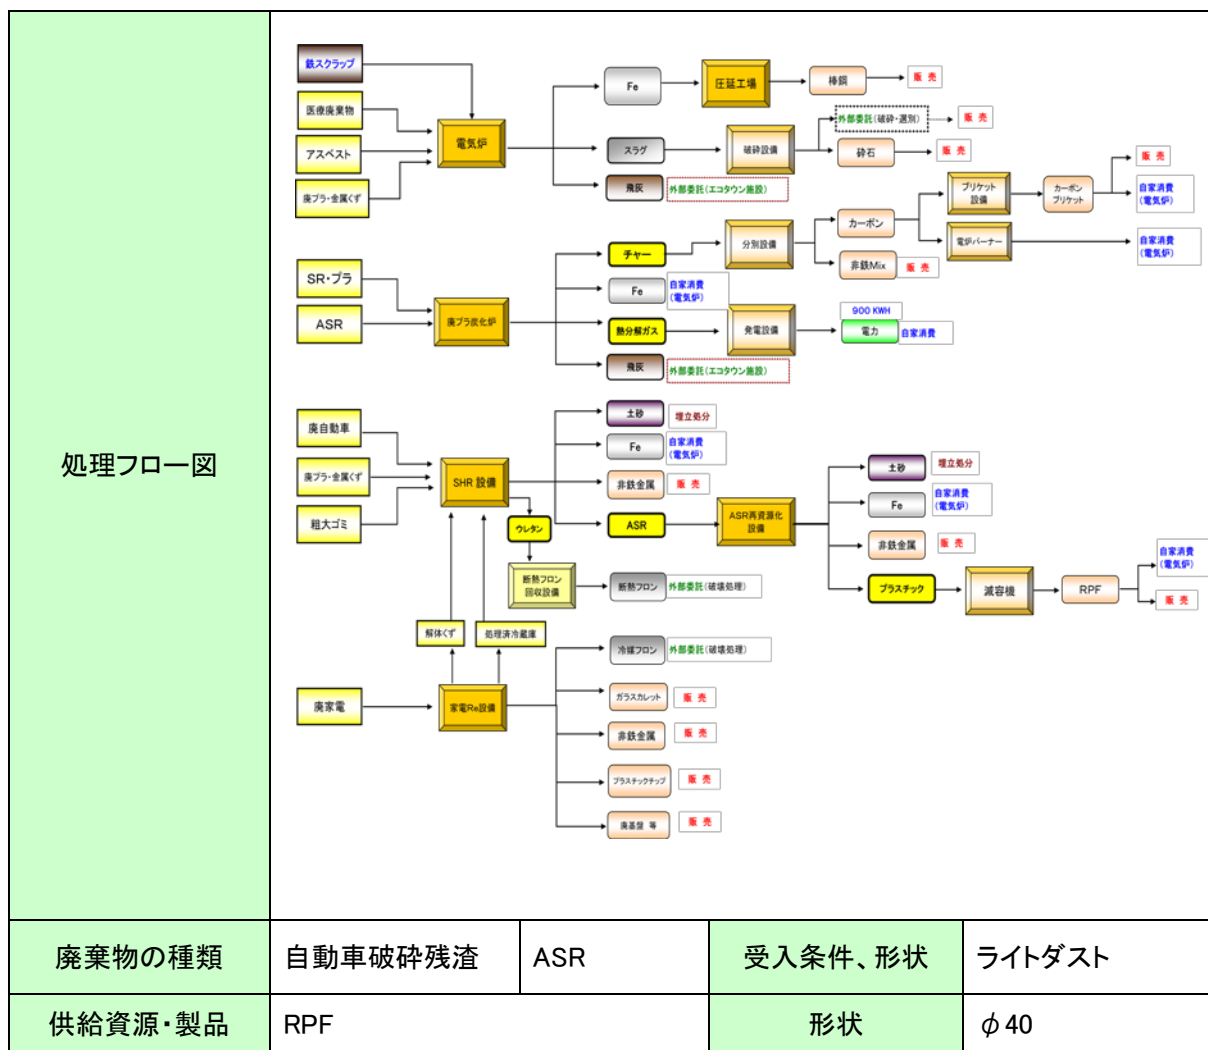 処理フロー図
鉄スクラップ
医療廃棄物
アスベスト
廃プラ・金属くず
電気炉
Fe
圧延工場
棒鋼
販 売
スラグ
破砕設備
外部委託(破砕・選別)
販 売
砕石
販 売
飛灰
外部委託(エコタウン施設)
SR・プラ
ASR
廃プラ炭化炉
チャー
分別設備
カーボン
ブリケット
設備
カーボン
ブリケット
販 売
自家消費
(電気炉)
電炉バーナー
自家消費
(電気炉)
非鉄Mix
販 売
Fe
自家消費
(電気炉)
熱分解ガス
発電設備
900 KWH
電力
自家消費
飛灰
外部委託(エコタウン施設)
廃自動車
廃プラ・金属くず
粗大ゴミ
SHR 設備
土砂
埋立処分
Fe
自家消費
(電気炉)
非鉄金属
販 売
ウレタン
ASR
ASR再資源化
設備
土砂
埋立処分
Fe
自家消費
(電気炉)
非鉄金属
販 売
プラスチック
減容機
RPF
自家消費
(電気炉)
販 売
断熱フロン
回収設備
断熱フロン
外部委託(破壊処理)
解体くず
処理済冷蔵庫
廃家電
家電Re設備
冷媒フロン
外部委託(破壊処理)
ガラスカレット
販 売
非鉄金属
販 売
プラスチックチップ
販 売
廃基盤 等
販 売
廃棄物の種類
自動車破砕残渣
ASR
受入条件、形状
ライトダスト
供給資源・製品
RPF
形状
φ40